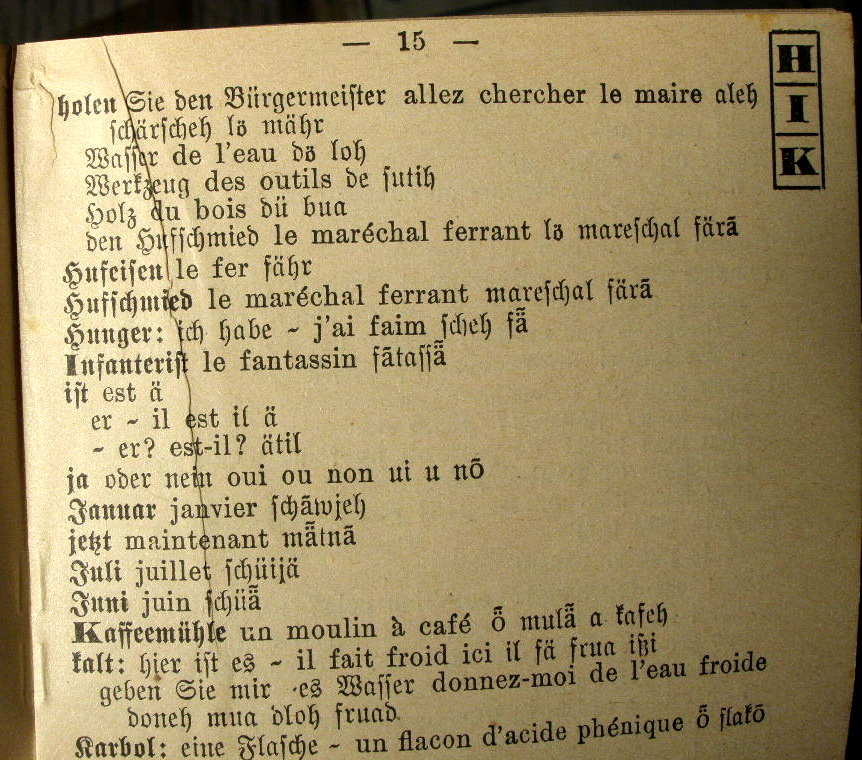 — 15 —
H
I
K
holen Sie den Bürgermeister allez chercher le maire aleh
schärscheh lö mähr
Wasser de l'eau dö loh
Werkzeug des outils de sutih
Holz du bois dü bua
den Hufschmied le maréchal ferrant lö mareschal färã
Hufeisen le fer fähr
Hufschmied le maréchal ferrant mareschal färã
Hunger: ich habe ~ j'ai faim scheh fä̃
Infanterist le fantassin fãtassä̃
ist est ä
er ~ il est il ä
~ er? est-il? ätil
ja oder nein oui ou non ui u nõ
Januar janvier schãwjeh
jetzt maintenant mä̃tnã
Juli juillet schüijä
Juni juin schüä̃
Kaffeemühle un moulin à café ö̃ mulä̃ a kafeh
kalt: hier ist es ~ il fait froid ici il fä frua ißi
geben Sie mir ~es Wasser donnez-moi de l'eau froide
doneh mua dloh fruad
Karbol: eine Flasche ~ un flacon d'acide phénique ö̃ flakõ